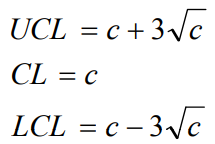 UCL = c + 3√c
CL = c
LCL = c − 3√c